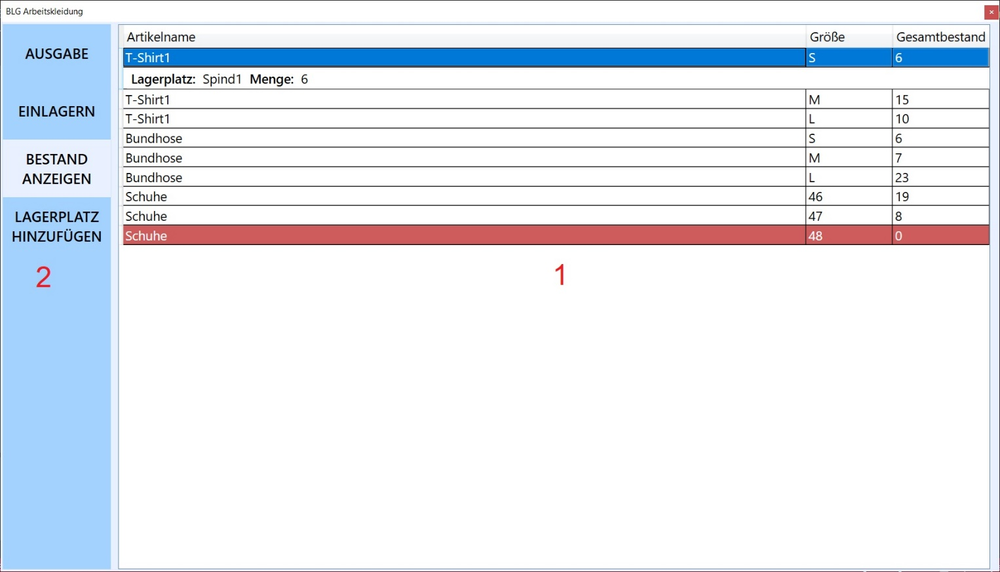 BLG Arbeitskleidung
×
AUSGABE
EINLAGERN
BESTAND
ANZEIGEN
LAGERPLATZ
HINZUFÜGEN
2
Artikelname Größe Gesamtbestand
T-Shirt1 S 6
Lagerplatz: Spind1 Menge: 6
T-Shirt1 M 15
T-Shirt1 L 10
Bundhose S 6
Bundhose M 7
Bundhose L 23
Schuhe 46 19
Schuhe 47 8
Schuhe 48 0
1